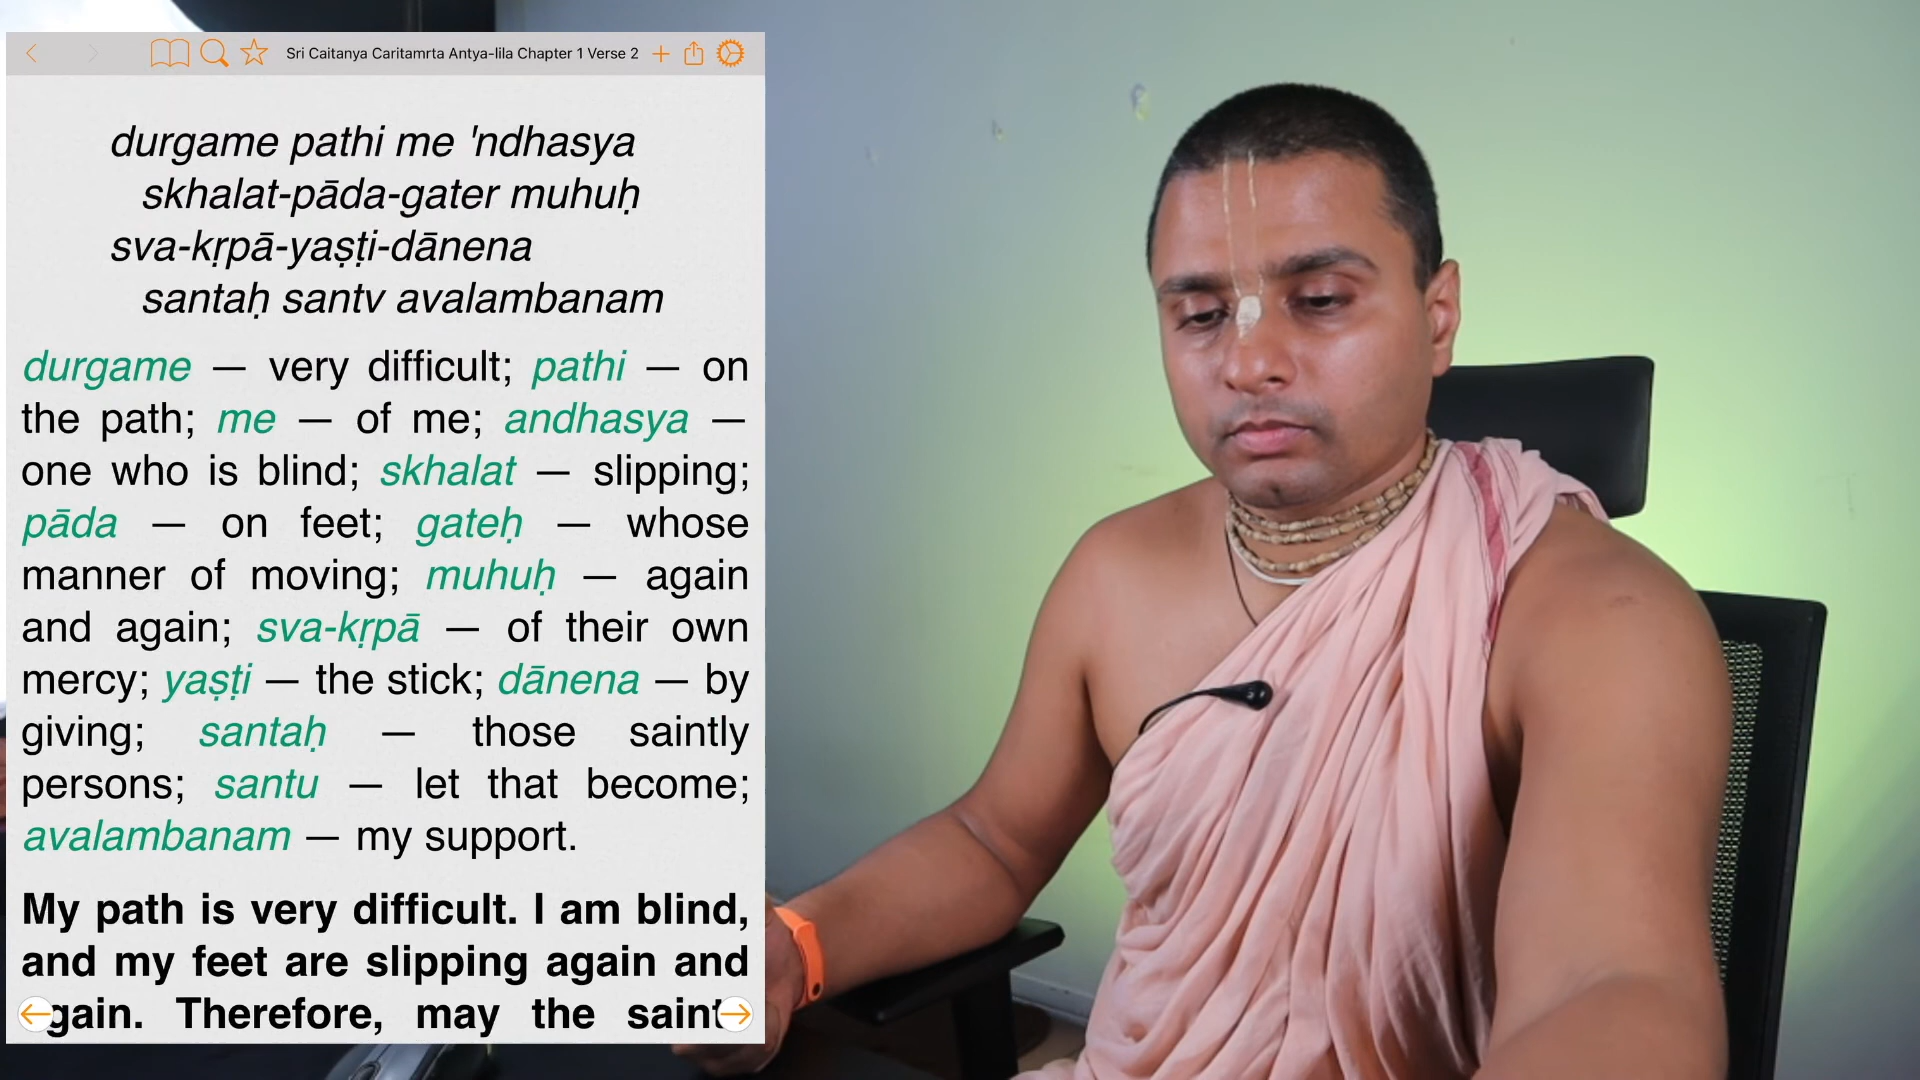 Sri Caitanya Caritamrta Antya-lila Chapter 1 Verse 2
durgame pathi me 'ndhasya
skhalat-pāda-gater muhuḥ
sva-kṛpā-yaṣṭi-dānena
santaḥ santv avalambanam
durgame — very difficult; pathi — on
the path; me — of me; andhasya —
one who is blind; skhalat — slipping;
pāda — on feet; gateḥ — whose
manner of moving; muhuḥ — again
and again; sva-kṛpā — of their own
mercy; yaṣṭi — the stick; dānena — by
giving; santaḥ — those saintly
persons; santu — let that become;
avalambanam — my support.
My path is very difficult. I am blind,
and my feet are slipping again and
again. Therefore, may the saint